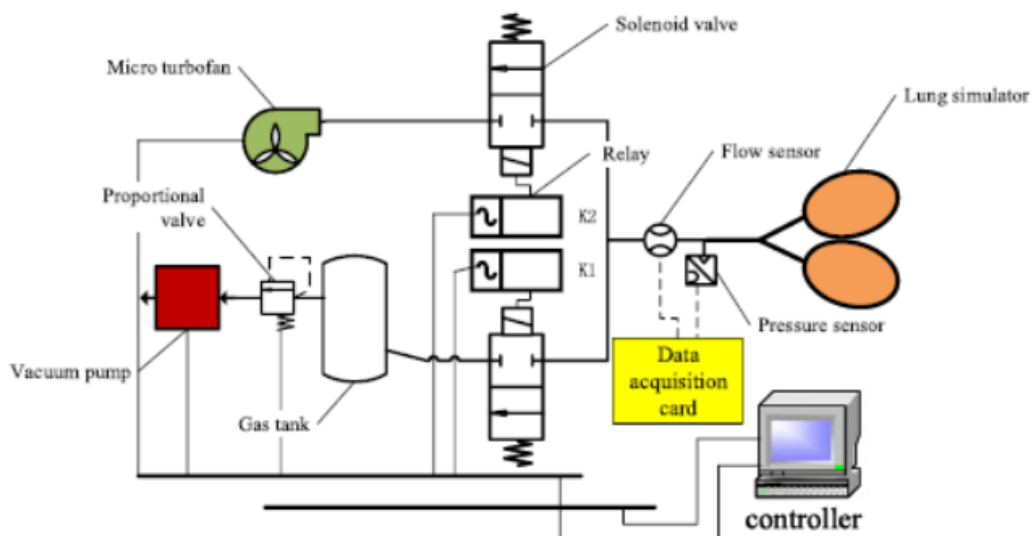 Solenoid valve
Micro turbofan
Lung simulator
Relay
Flow sensor
Proportional
valve
K2
K1
Pressure sensor
Vacuum pump
Data
acquisition
card
Gas tank
controller